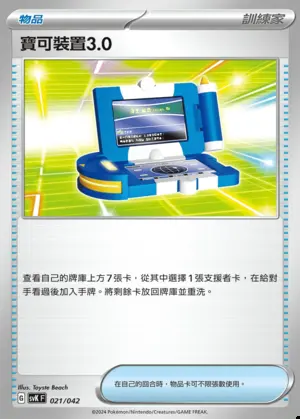 物品
訓練家
寶可裝置3.0
查看自己的牌庫上方7張卡，從其中選擇1張支援者卡，在給對
手看過後加入手牌。將剩餘卡放回牌庫並重洗。
Illus. Toyste Beach
G svK F 021/042
在自己的回合時，物品卡可不限張數使用。
©2024 Pokémon/Nintendo/Creatures/GAME FREAK.